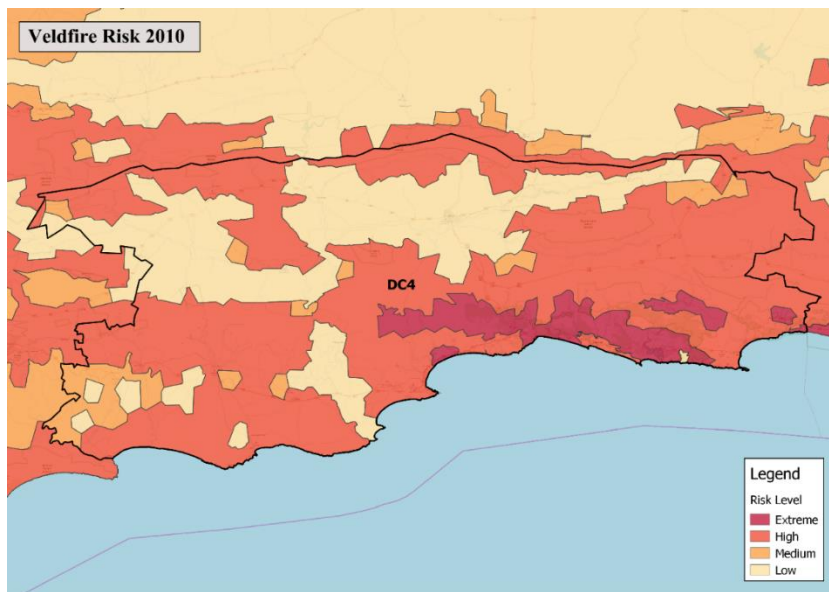 Veldfire Risk 2010
DC4
Legend
Risk Level
Extreme
High
Medium
Low